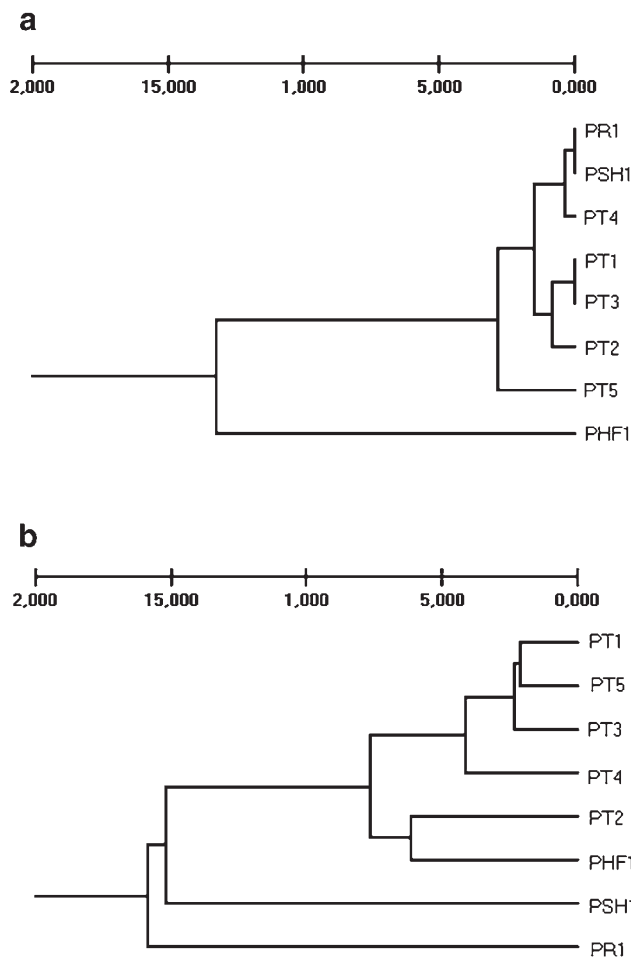 a
2,000 15,000 1,000 5,000 0,000
PR1
PSH1
PT4
PT1
PT3
PT2
PT5
PHF1
b
2,000 15,000 1,000 5,000 0,000
PT1
PT5
PT3
PT4
PT2
PHF1
PSH1
PR1